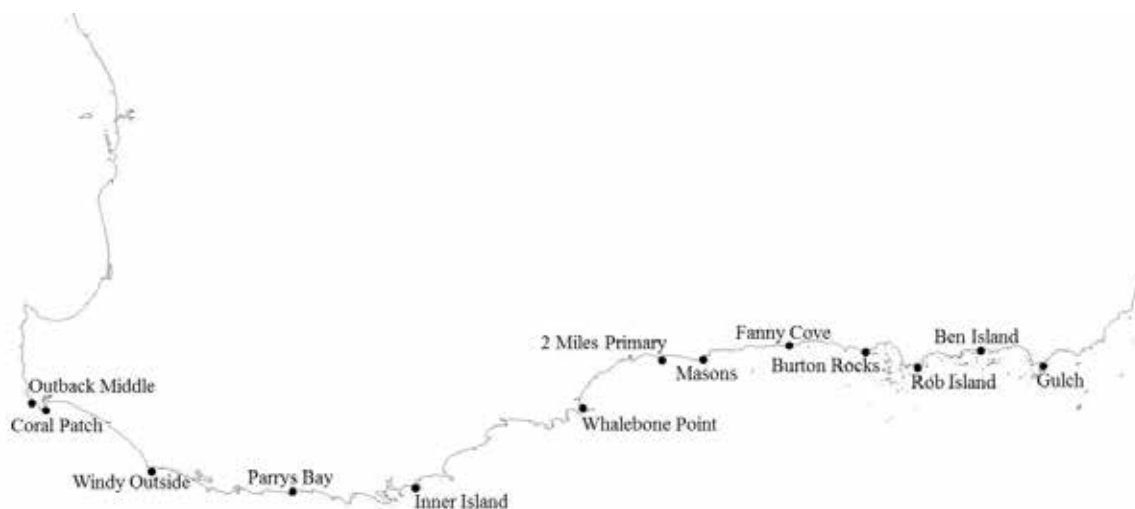 Fanny Cove
Ben Island
2 Miles Primary
Masons
Burton Rocks
Rob Island
Gulch
Outback Middle
Coral Patch
Whalebone Point
Windy Outside
Parrys Bay
Inner Island